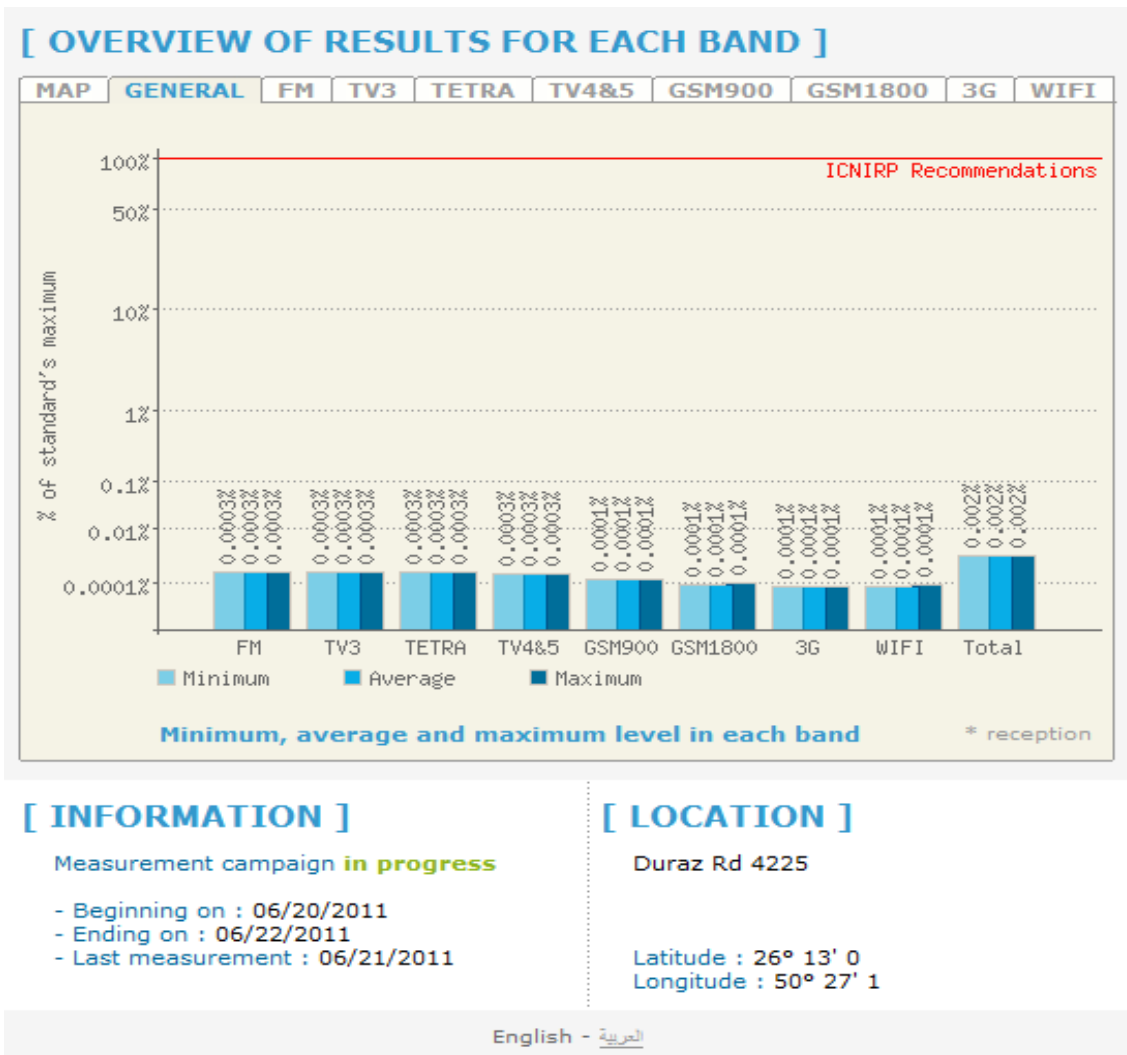 [ OVERVIEW OF RESULTS FOR EACH BAND ]
MAP GENERAL FM TV3 TETRA TV4&5 GSM900 GSM1800 3G WIFI
% of standard's maximum
100%
ICNIRP Recommendations
50%
10%
1%
0.1%
0.01%
0.0001%
0.0003% 0.0003% 0.0003%
0.0003% 0.0003% 0.0003%
0.0003% 0.0003% 0.0003%
0.0003% 0.0003% 0.0003%
0.0001% 0.0001% 0.0001%
0.0001% 0.0001% 0.0001%
0.0001% 0.0001% 0.0001%
0.0001% 0.0001% 0.0001%
0.002% 0.002% 0.002%
FM TV3 TETRA TV4&5 GSM900 GSM1800 3G WIFI Total
Minimum Average Maximum
Minimum, average and maximum level in each band
* reception
[ INFORMATION ]
Measurement campaign in progress
- Beginning on : 06/20/2011
- Ending on : 06/22/2011
- Last measurement : 06/21/2011
[ LOCATION ]
Duraz Rd 4225
Latitude : 26° 13' 0
Longitude : 50° 27' 1
English - العربية